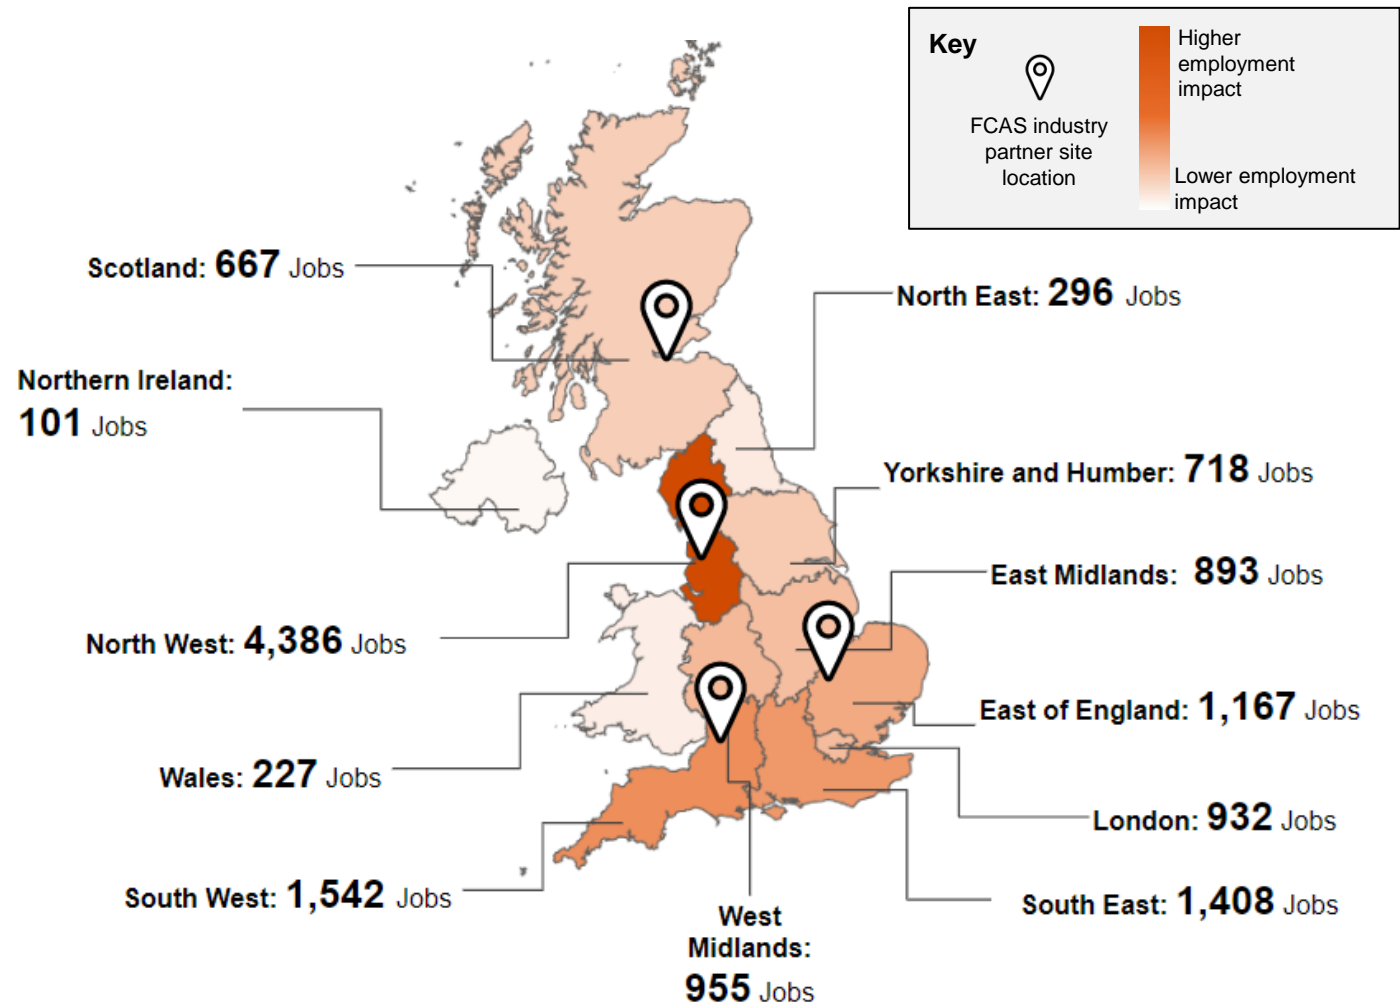 Key
Higher
employment
impact
FCAS industry
partner site
location
Lower employment
impact
Scotland: 667 Jobs
North East: 296 Jobs
Northern Ireland:
101 Jobs
Yorkshire and Humber: 718 Jobs
East Midlands: 893 Jobs
North West: 4,386 Jobs
East of England: 1,167 Jobs
Wales: 227 Jobs
London: 932 Jobs
South West: 1,542 Jobs
South East: 1,408 Jobs
West
Midlands:
955 Jobs